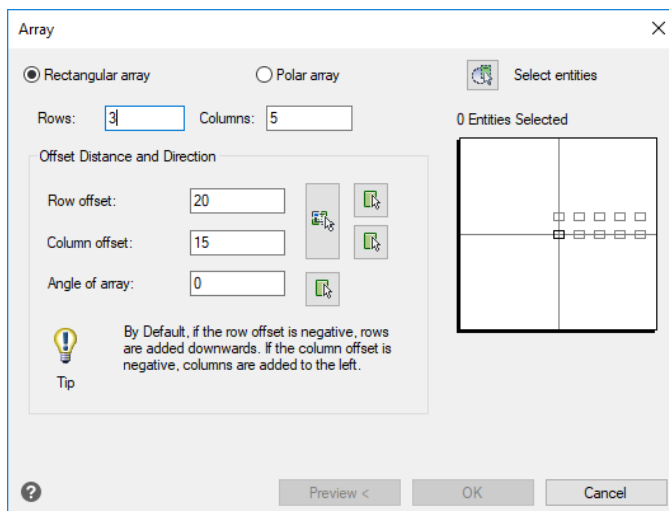 Array
Rectangular array
Polar array
Select entities
Rows: 3 Columns: 5
0 Entities Selected
Offset Distance and Direction
Row offset: 20
Column offset: 15
Angle of array: 0
By Default, if the row offset is negative, rows
are added downwards. If the column offset is
negative, columns are added to the left.
Tip
Preview < OK Cancel